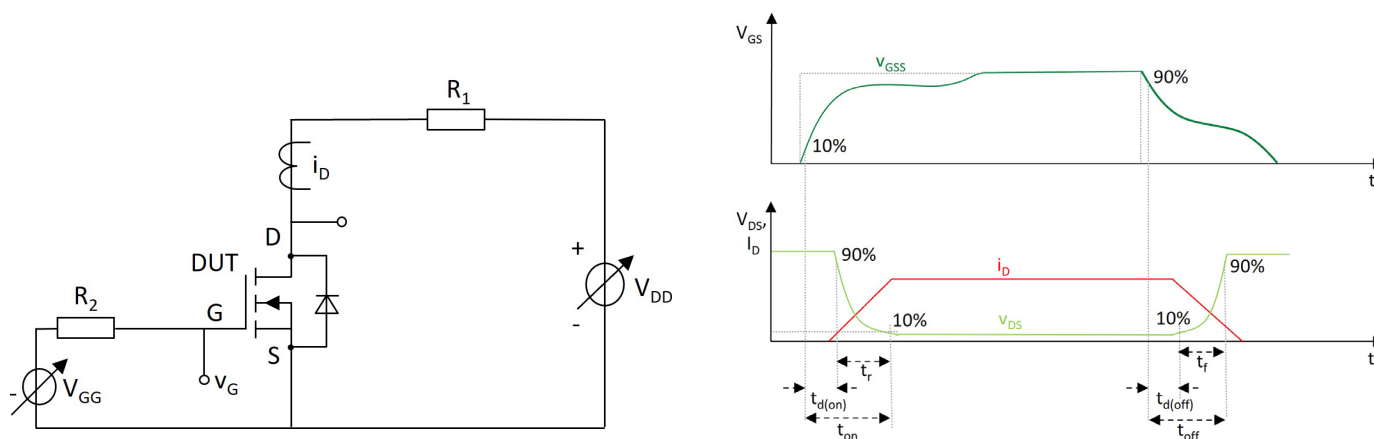 R1
iD
D
DUT
R2
G
S
+
VDD
-
-
VGG
vG
VGS
vGSS
90%
10%
t
VDS,
ID
90%
iD
90%
10%
vDS
10%
t
tr
tf
td(on)
td(off)
ton
toff